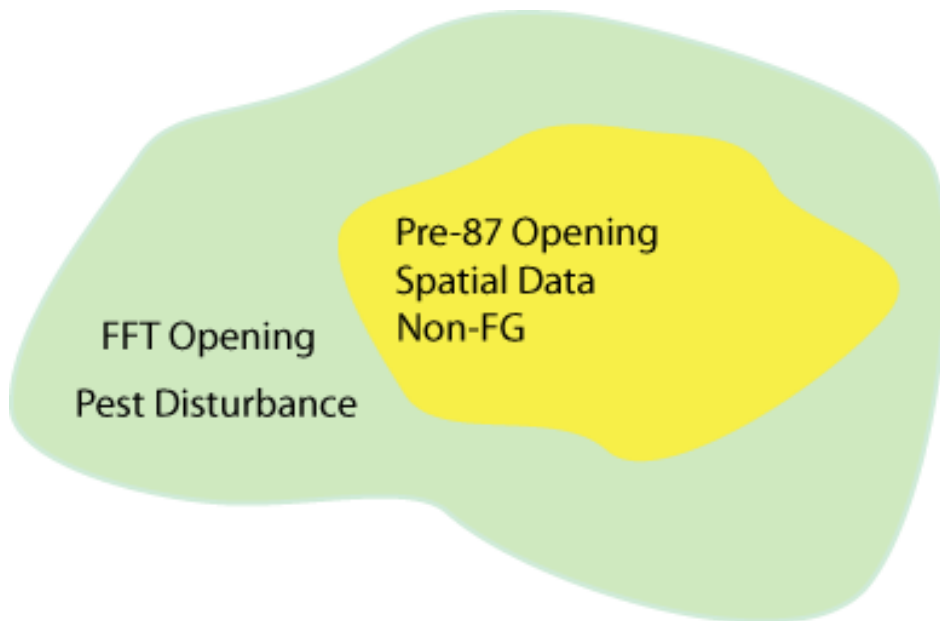 Pre-87 Opening
Spatial Data
Non-FG
FFT Opening
Pest Disturbance